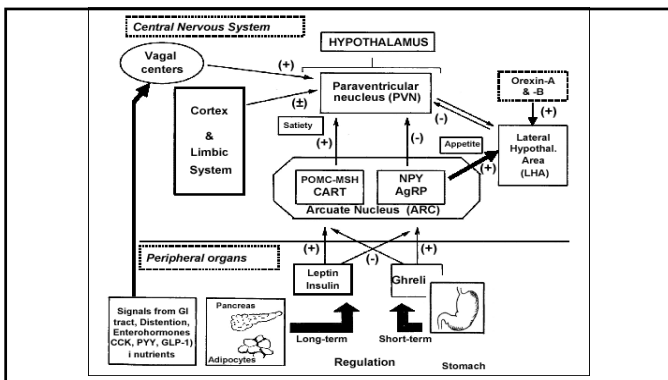 Central Nervous System
HYPOTHALAMUS
Vagal
centers
(+)
Paraventricular
neucleus (PVN)
Orexin-A
& -B
(±)
(-)
(+)
Cortex
&
Limbic
System
Satiety
(+)
(-)
Appetite
Lateral
Hypothal.
Area
(LHA)
(+)
POMC-MSH
CART
NPY
AgRP
Arcuate Nucleus (ARC)
Peripheral organs
(+)
(-)
(+)
Leptin
Insulin
Ghreli
Signals from GI
tract, Distention,
Enterohormones
CCK, PYY, GLP-1)
i nutrients
Pancreas
Adipocytes
Long-term
Short-term
Regulation
Stomach